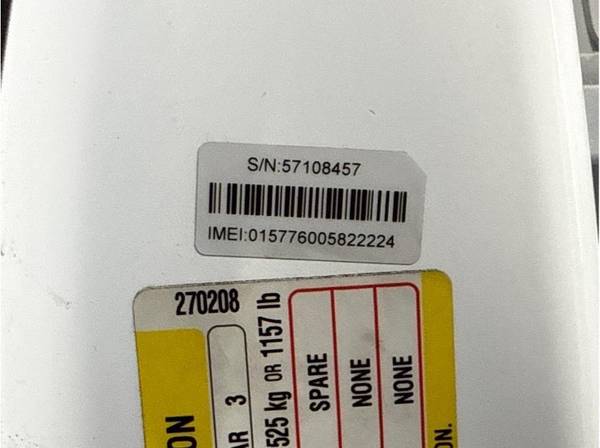 S/N:57108457
IMEI:015776005822224
270208
525 kg OR 1157 lb
AR 3
ON
SPARE
NONE
NONE
ON.